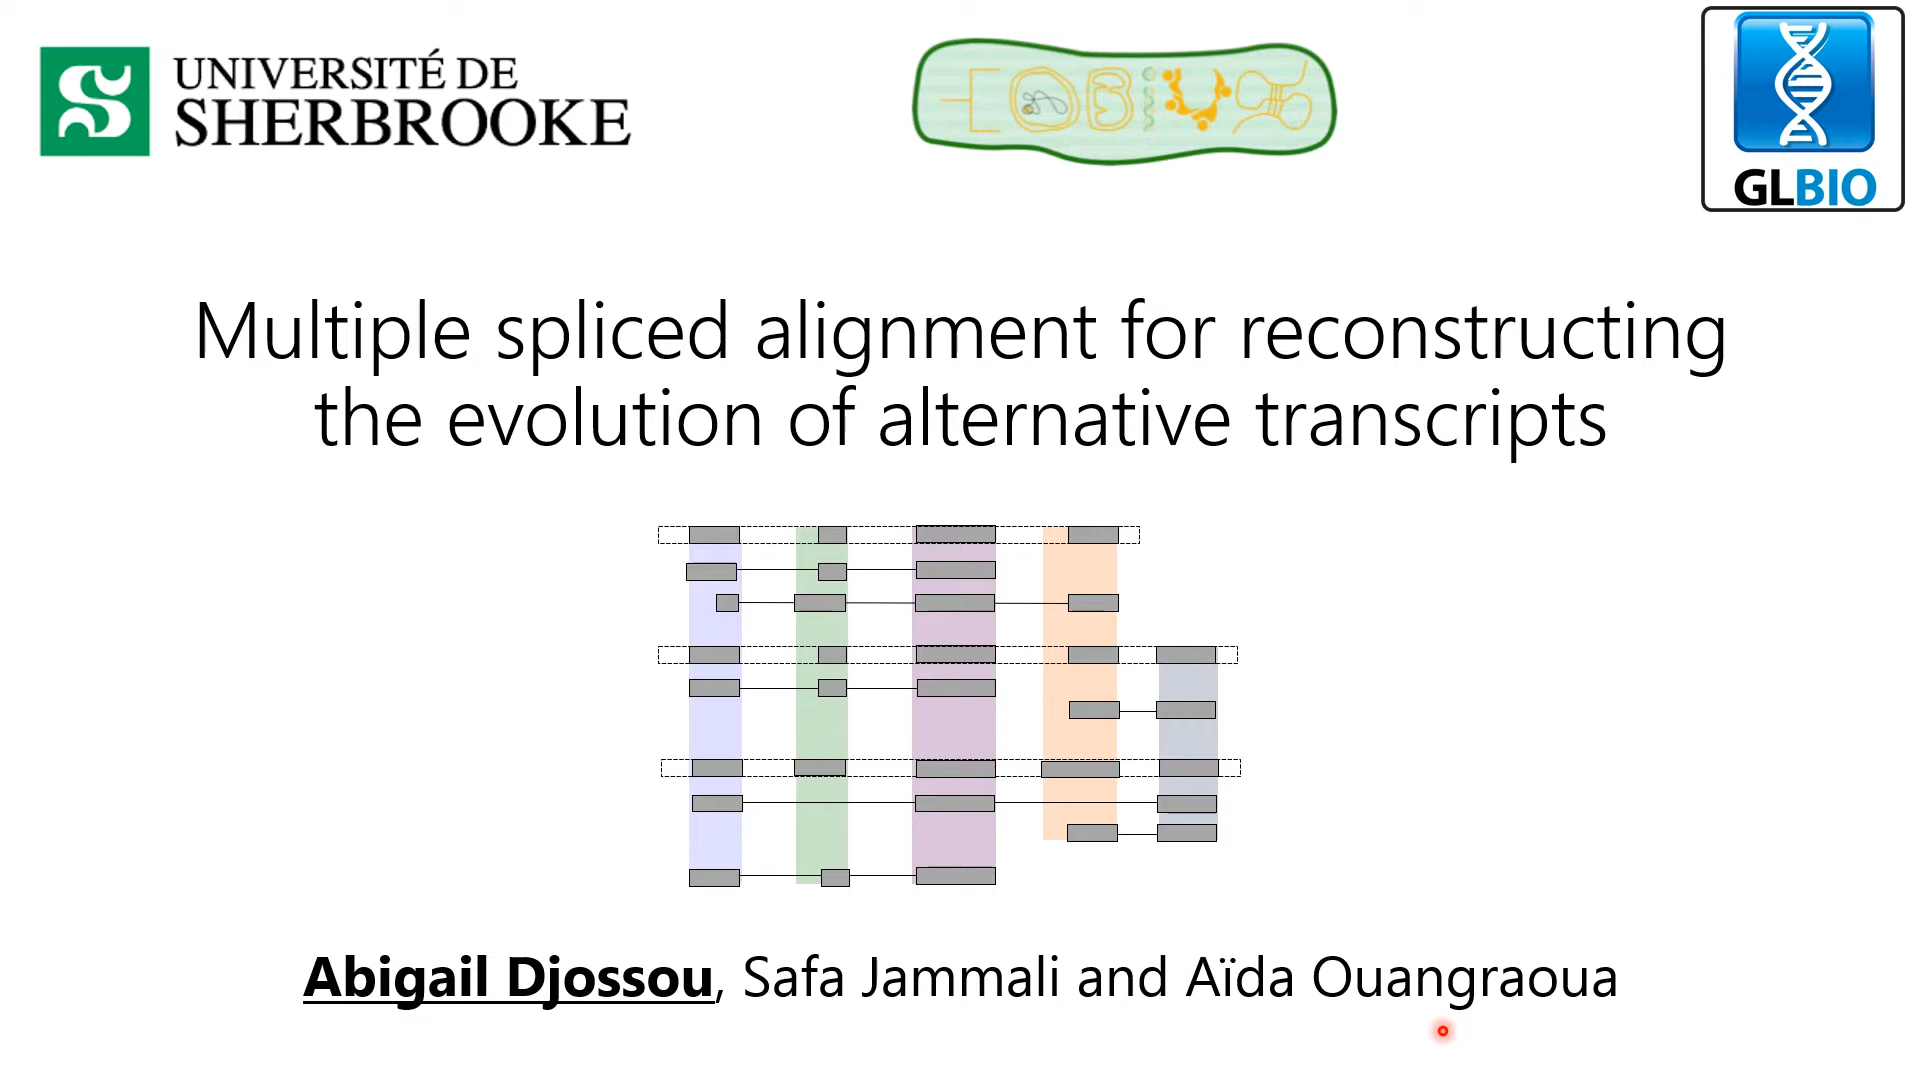 UNIVERSITÉ DE
SHERBROOKE
GLBIO
Multiple spliced alignment for reconstructing
the evolution of alternative transcripts
Abigail Djossou, Safa Jammali and Aïda Ouangraoua